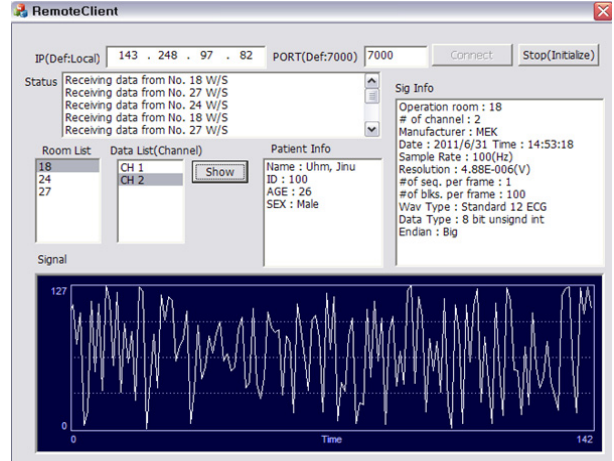 RemoteClient
IP(Def:Local) 143 . 248 . 97 . 82 PORT(Def:7000) 7000 Connect Stop(Initialize)
Status
Receiving data from No. 18 W/S
Receiving data from No. 27 W/S
Receiving data from No. 24 W/S
Receiving data from No. 18 W/S
Receiving data from No. 27 W/S
Sig Info
Operation room : 18
# of channel : 2
Manufacturer : MEK
Date : 2011/6/31 Time : 14:53:18
Sample Rate : 100(Hz)
Resolution : 4.88E-006(V)
#of seq. per frame : 1
#of blks. per frame : 100
Wav Type : Standard 12 ECG
Data Type : 8 bit unsignd int
Endian : Big
Room List
18
24
27
Data List(Channel)
CH 1
CH 2
Show
Patient Info
Name : Uhm, Jinu
ID : 100
AGE : 26
SEX : Male
Signal
127
0
0 Time 142